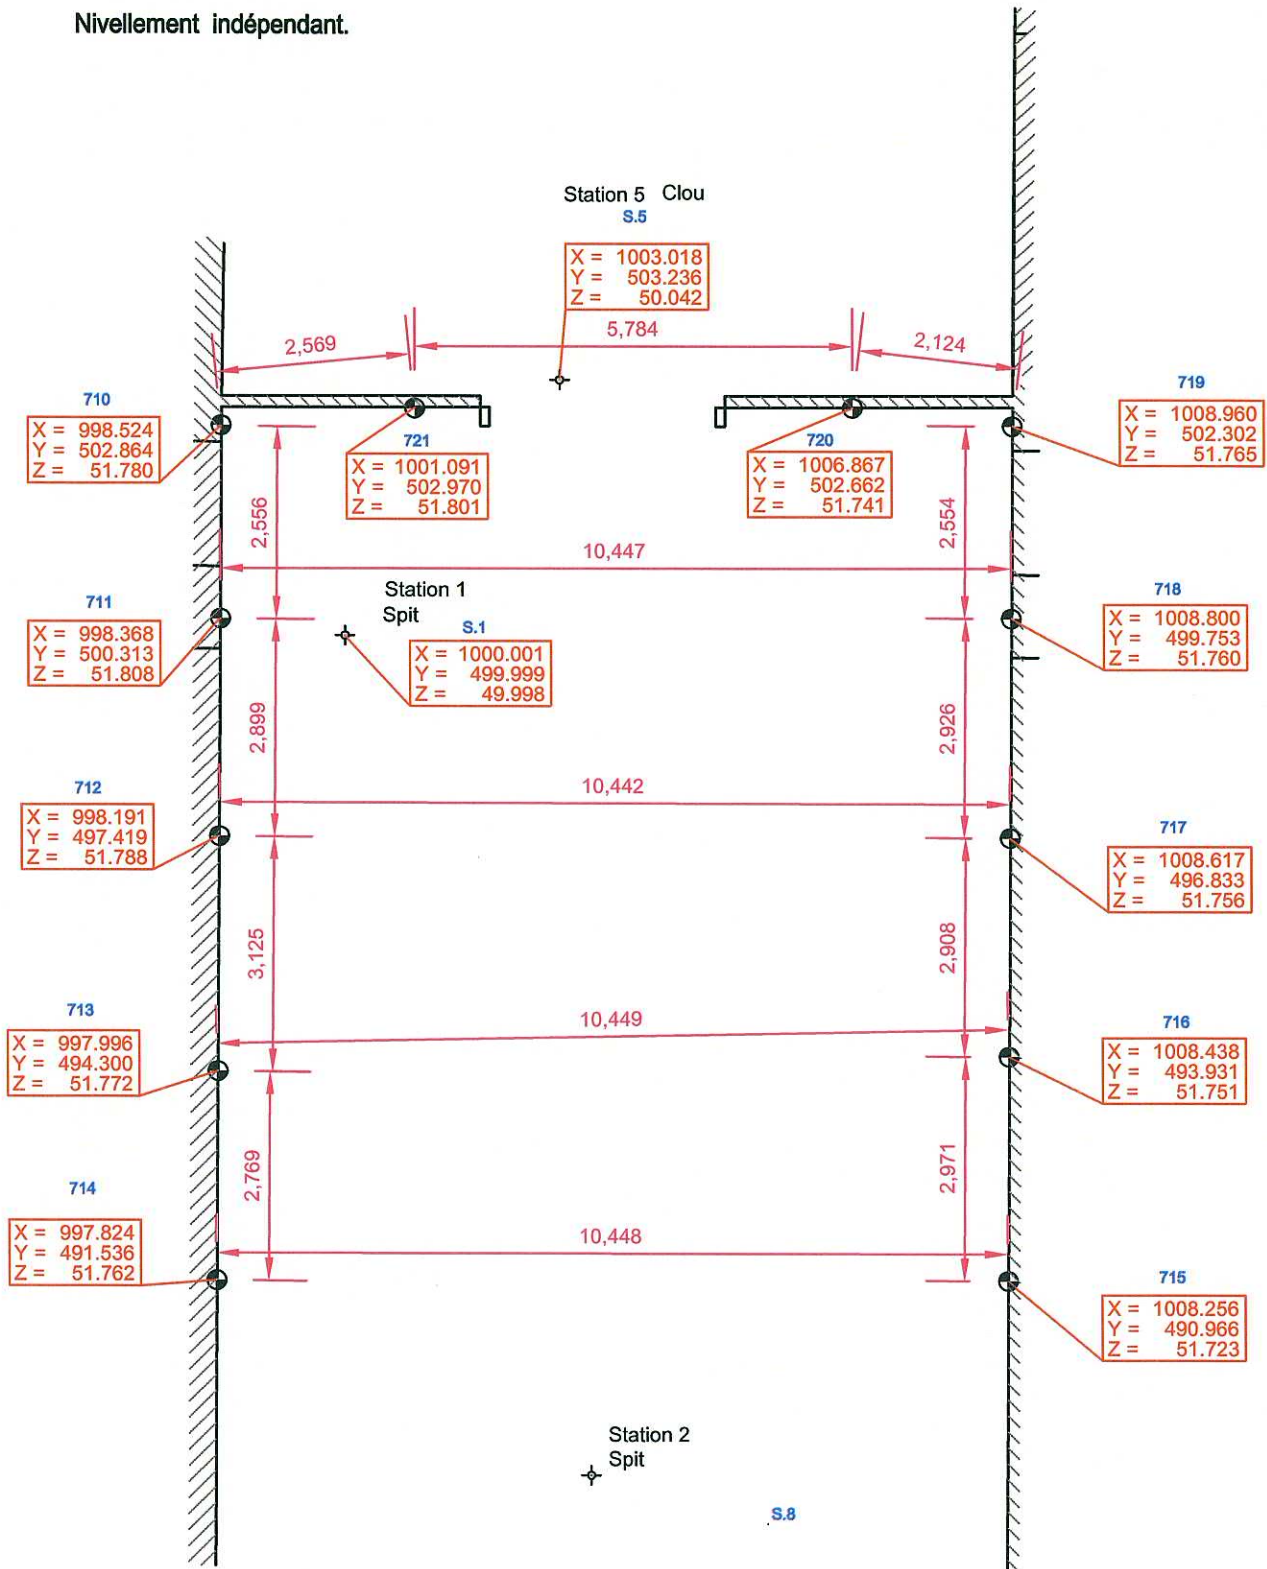 Nivellement indépendant.
Station 5 Clou
S.5
X = 1003.018
Y = 503.236
Z = 50.042
2,569
5,784
2,124
710
X = 998.524
Y = 502.864
Z = 51.780
721
X = 1001.091
Y = 502.970
Z = 51.801
720
X = 1006.867
Y = 502.662
Z = 51.741
719
X = 1008.960
Y = 502.302
Z = 51.765
2,556
2,554
10,447
711
X = 998.368
Y = 500.313
Z = 51.808
Station 1
Spit
S.1
X = 1000.001
Y = 499.999
Z = 49.998
718
X = 1008.800
Y = 499.753
Z = 51.760
2,899
2,926
10,442
712
X = 998.191
Y = 497.419
Z = 51.788
717
X = 1008.617
Y = 496.833
Z = 51.756
3,125
2,908
10,449
713
X = 997.996
Y = 494.300
Z = 51.772
716
X = 1008.438
Y = 493.931
Z = 51.751
2,769
2,971
714
X = 997.824
Y = 491.536
Z = 51.762
10,448
715
X = 1008.256
Y = 490.966
Z = 51.723
Station 2
Spit
S.8